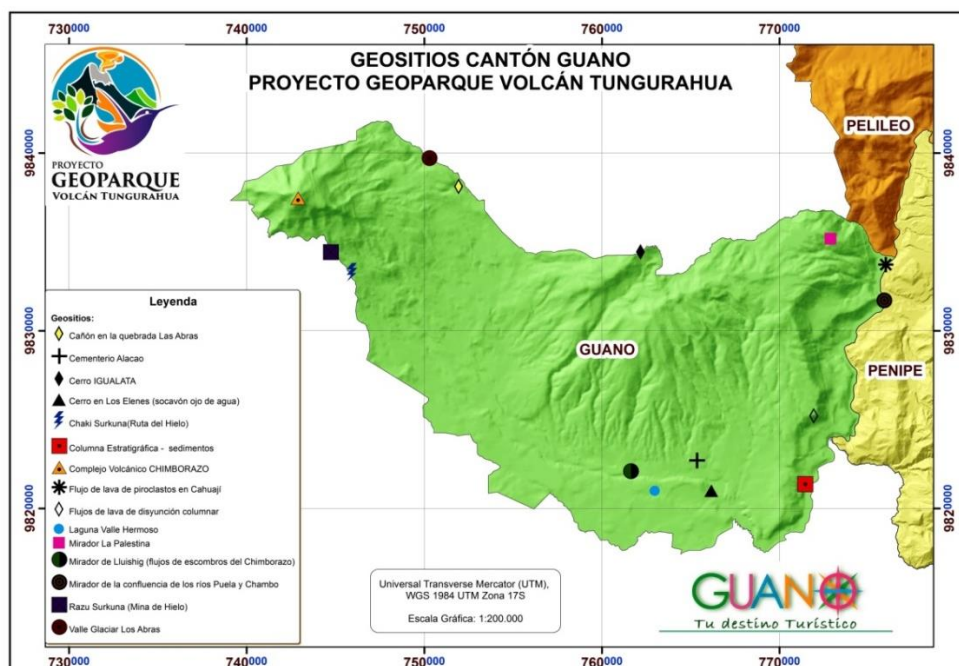 730000 740000 750000 760000 770000
GEOSITIOS CANTÓN GUANO
PROYECTO GEOPARQUE VOLCÁN TUNGURAHUA
PROYECTO
GEOPARQUE
VOLCÁN TUNGURAHUA
PELILEO
GUANO
PENIPE
9840000
9830000
9820000
9840000
9830000
9820000
Leyenda
Geositios:
Cañón en la quebrada Las Abras
Cementerio Alacao
Cerro IGUALATA
Cerro en Los Elenes (socavón ojo de agua)
Chaki Surkuna(Ruta del Hielo)
Columna Estratigráfica - sedimentos
Complejo Volcánico CHIMBORAZO
Flujo de lava de piroclastos en Cahuají
Flujos de lava de disyunción columnar
Laguna Valle Hermoso
Mirador La Palestina
Mirador de Lluishig (flujos de escombros del Chimborazo)
Mirador de la confluencia de los ríos Puela y Chambo
Razu Surkuna (Mina de Hielo)
Valle Glaciar Los Abras
Universal Transverse Mercator (UTM),
WGS 1984 UTM Zona 17S
Escala Gráfica: 1:200.000
GUANO
Tu destino Turístico
730000 740000 750000 760000 770000